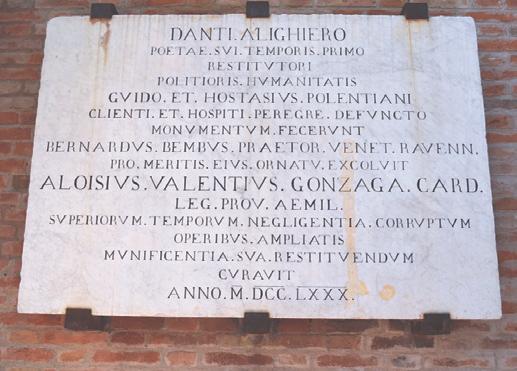 DANTI.ALIGHIERO
POETAE.SVI.TEMPORIS.PRIMO
RESTITVTORI
POLITIORIS.HVMANITATIS
GVIDO.ET.HOSTASIVS.POLENTIANI
CLIENTI.ET.HOSPITI.PEREGRE.DEFVNCTO
MONVMENTVM.FECERVNT
BERNARDVS.BEMBVS.PRAETOR.VENET.RAVENN.
PRO.MERITIS.EIVS.ORNATV.EXCOLVIT
ALOISIVS.VALENTIVS.GONZAGA.CARD.
LEG.PROV.AEMIL.
SVPERIORVM.TEMPORVM.NEGLIGENTIA.CORRVPTVM
OPERIBVS.AMPLIATIS
MVNIFICENTIA.SVA.RESTITVENDVM
CVRAVIT
ANNO.M.DCC.LXXX.